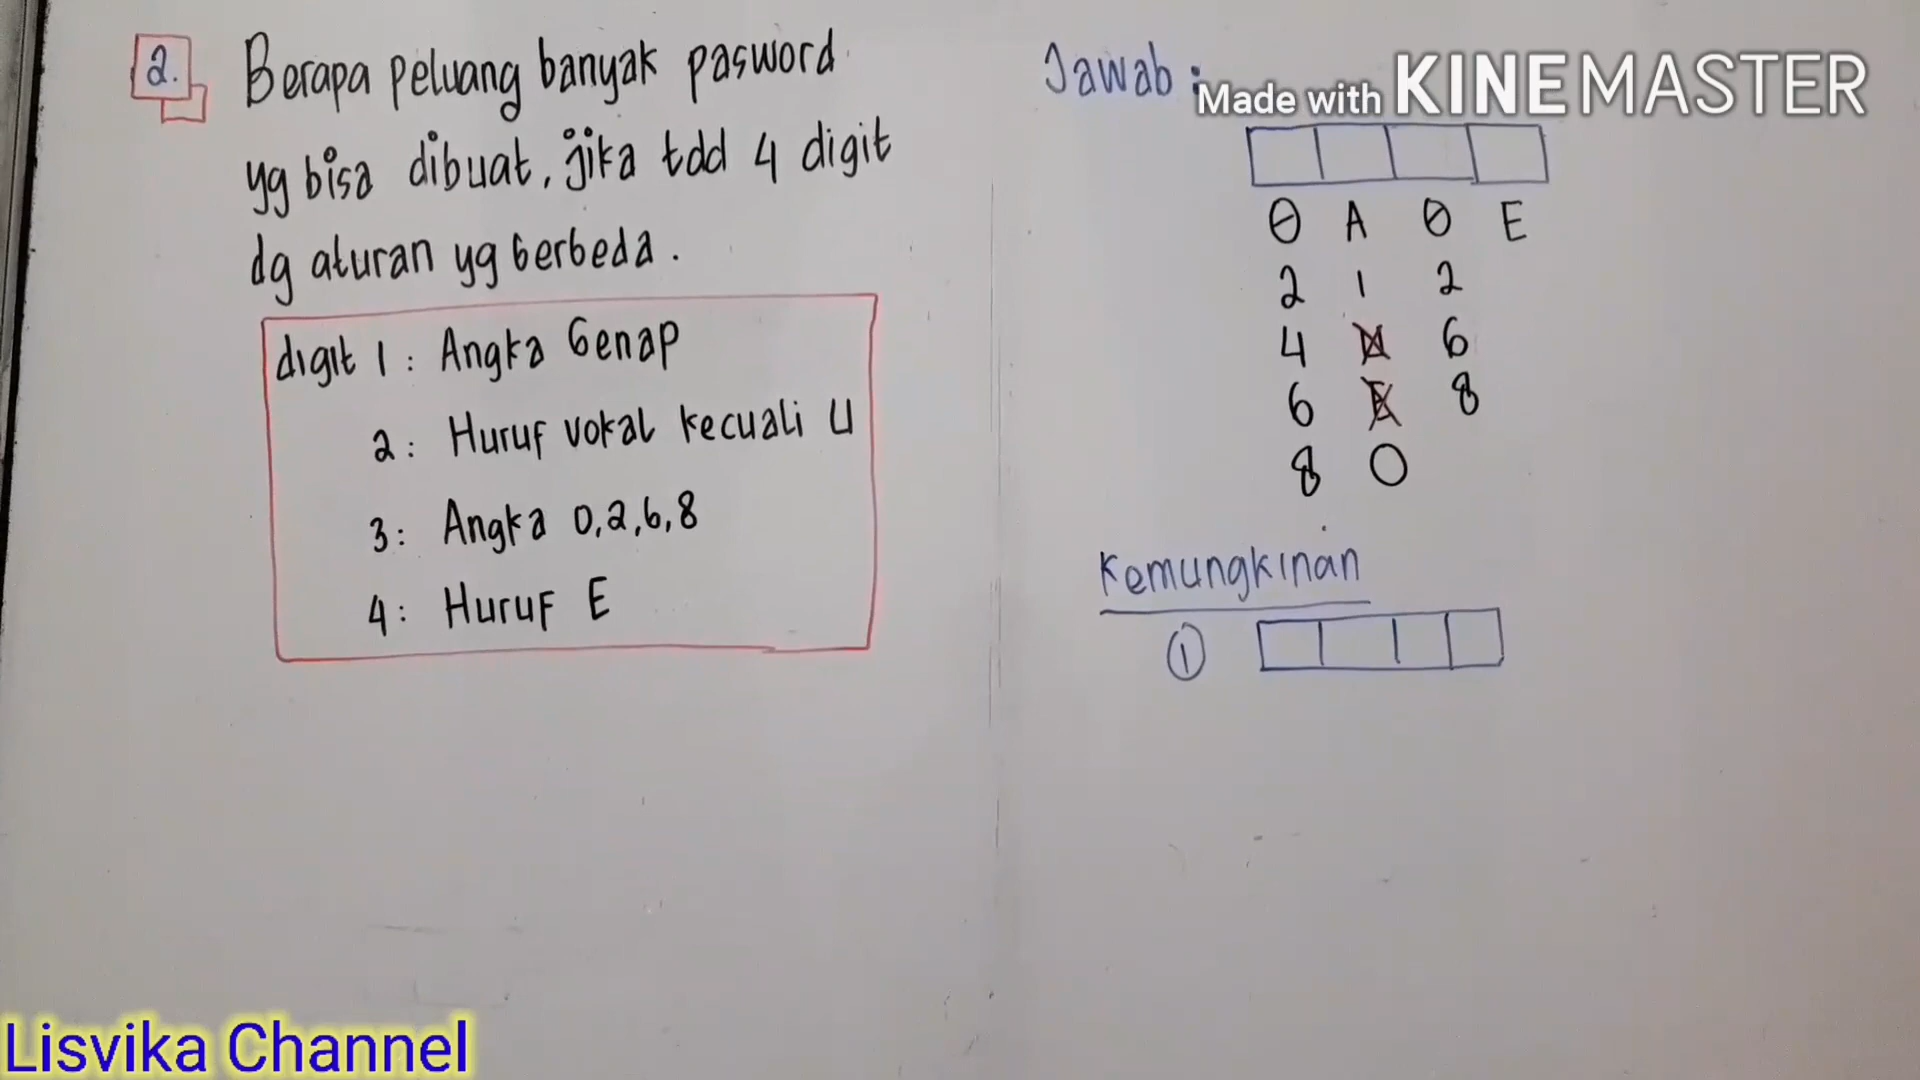 2. Berapa peluang banyak pasword
yg bisa dibuat, jika tdd 4 digit
dg aturan yg berbeda.
digit 1 : Angka Genap
2 : Huruf vokal kecuali U
3 : Angka 0,2,6,8
4 : Huruf E
Jawab :
Made with KINEMASTER
0 A 0 E
2 I 2
4 6
6 E 8
8 O
Kemungkinan
1
Lisvika Channel